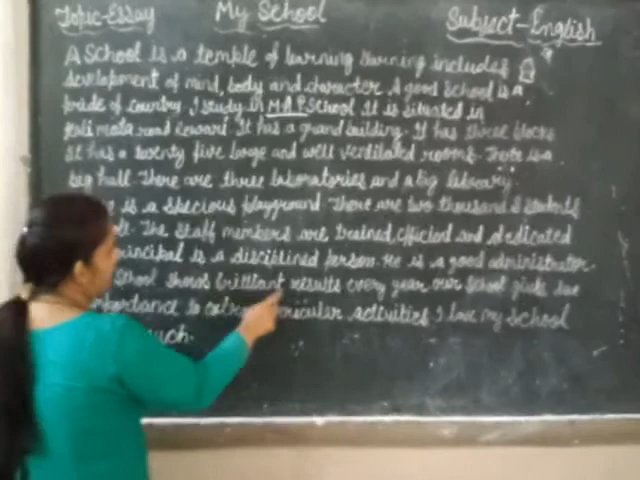 Topic-Essay My School Subject-English
A School is a temple of learning learning includes
development of mind, body and character. A good school is a
pride of country. I study in M.A.P School It is situated in
Kali mata road rewari. It has a grand building. It has three blocks
It has a twenty five large and well ventilated rooms. There is a
big hall. There are three laboratories and a big library.
is a specious playground. There are two thousand students
The staff members are trained, efficient and dedicated
principal is a disciplined person. He is a good administrator.
School shows brilliant results every year our school gives due
importance to curricular activities I love my School
much.